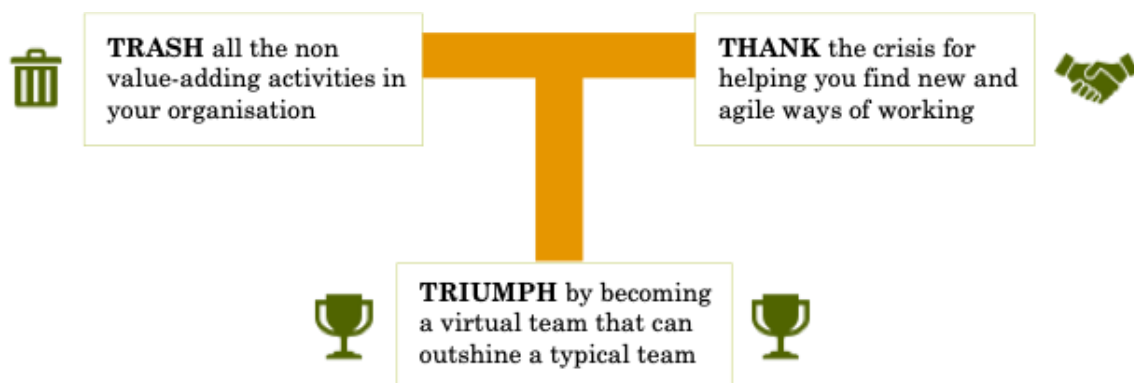 TRASH all the non
value-adding activities in
your organisation
THANK the crisis for
helping you find new and
agile ways of working
TRIUMPH by becoming
a virtual team that can
outshine a typical team